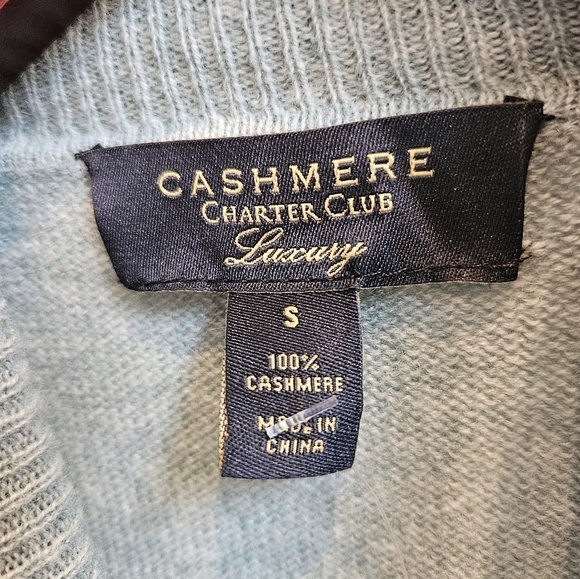 CASHMERE
CHARTER CLUB
Luxury
S
100%
CASHMERE
MADE IN
CHINA